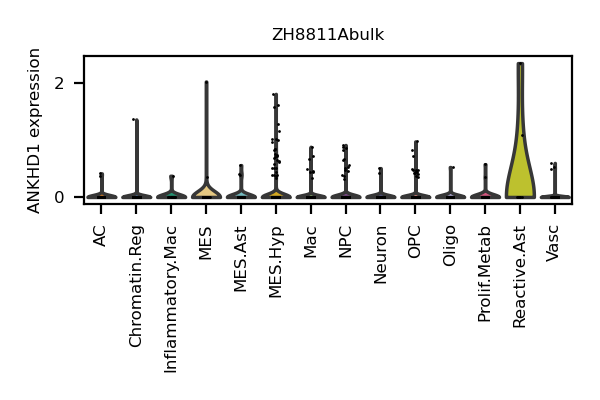 ZH8811Abulk
ANKHD1 expression
2
0
AC
Chromatin.Reg
Inflammatory.Mac
MES
MES.Ast
MES.Hyp
Mac
NPC
Neuron
OPC
Oligo
Prolif.Metab
Reactive.Ast
Vasc